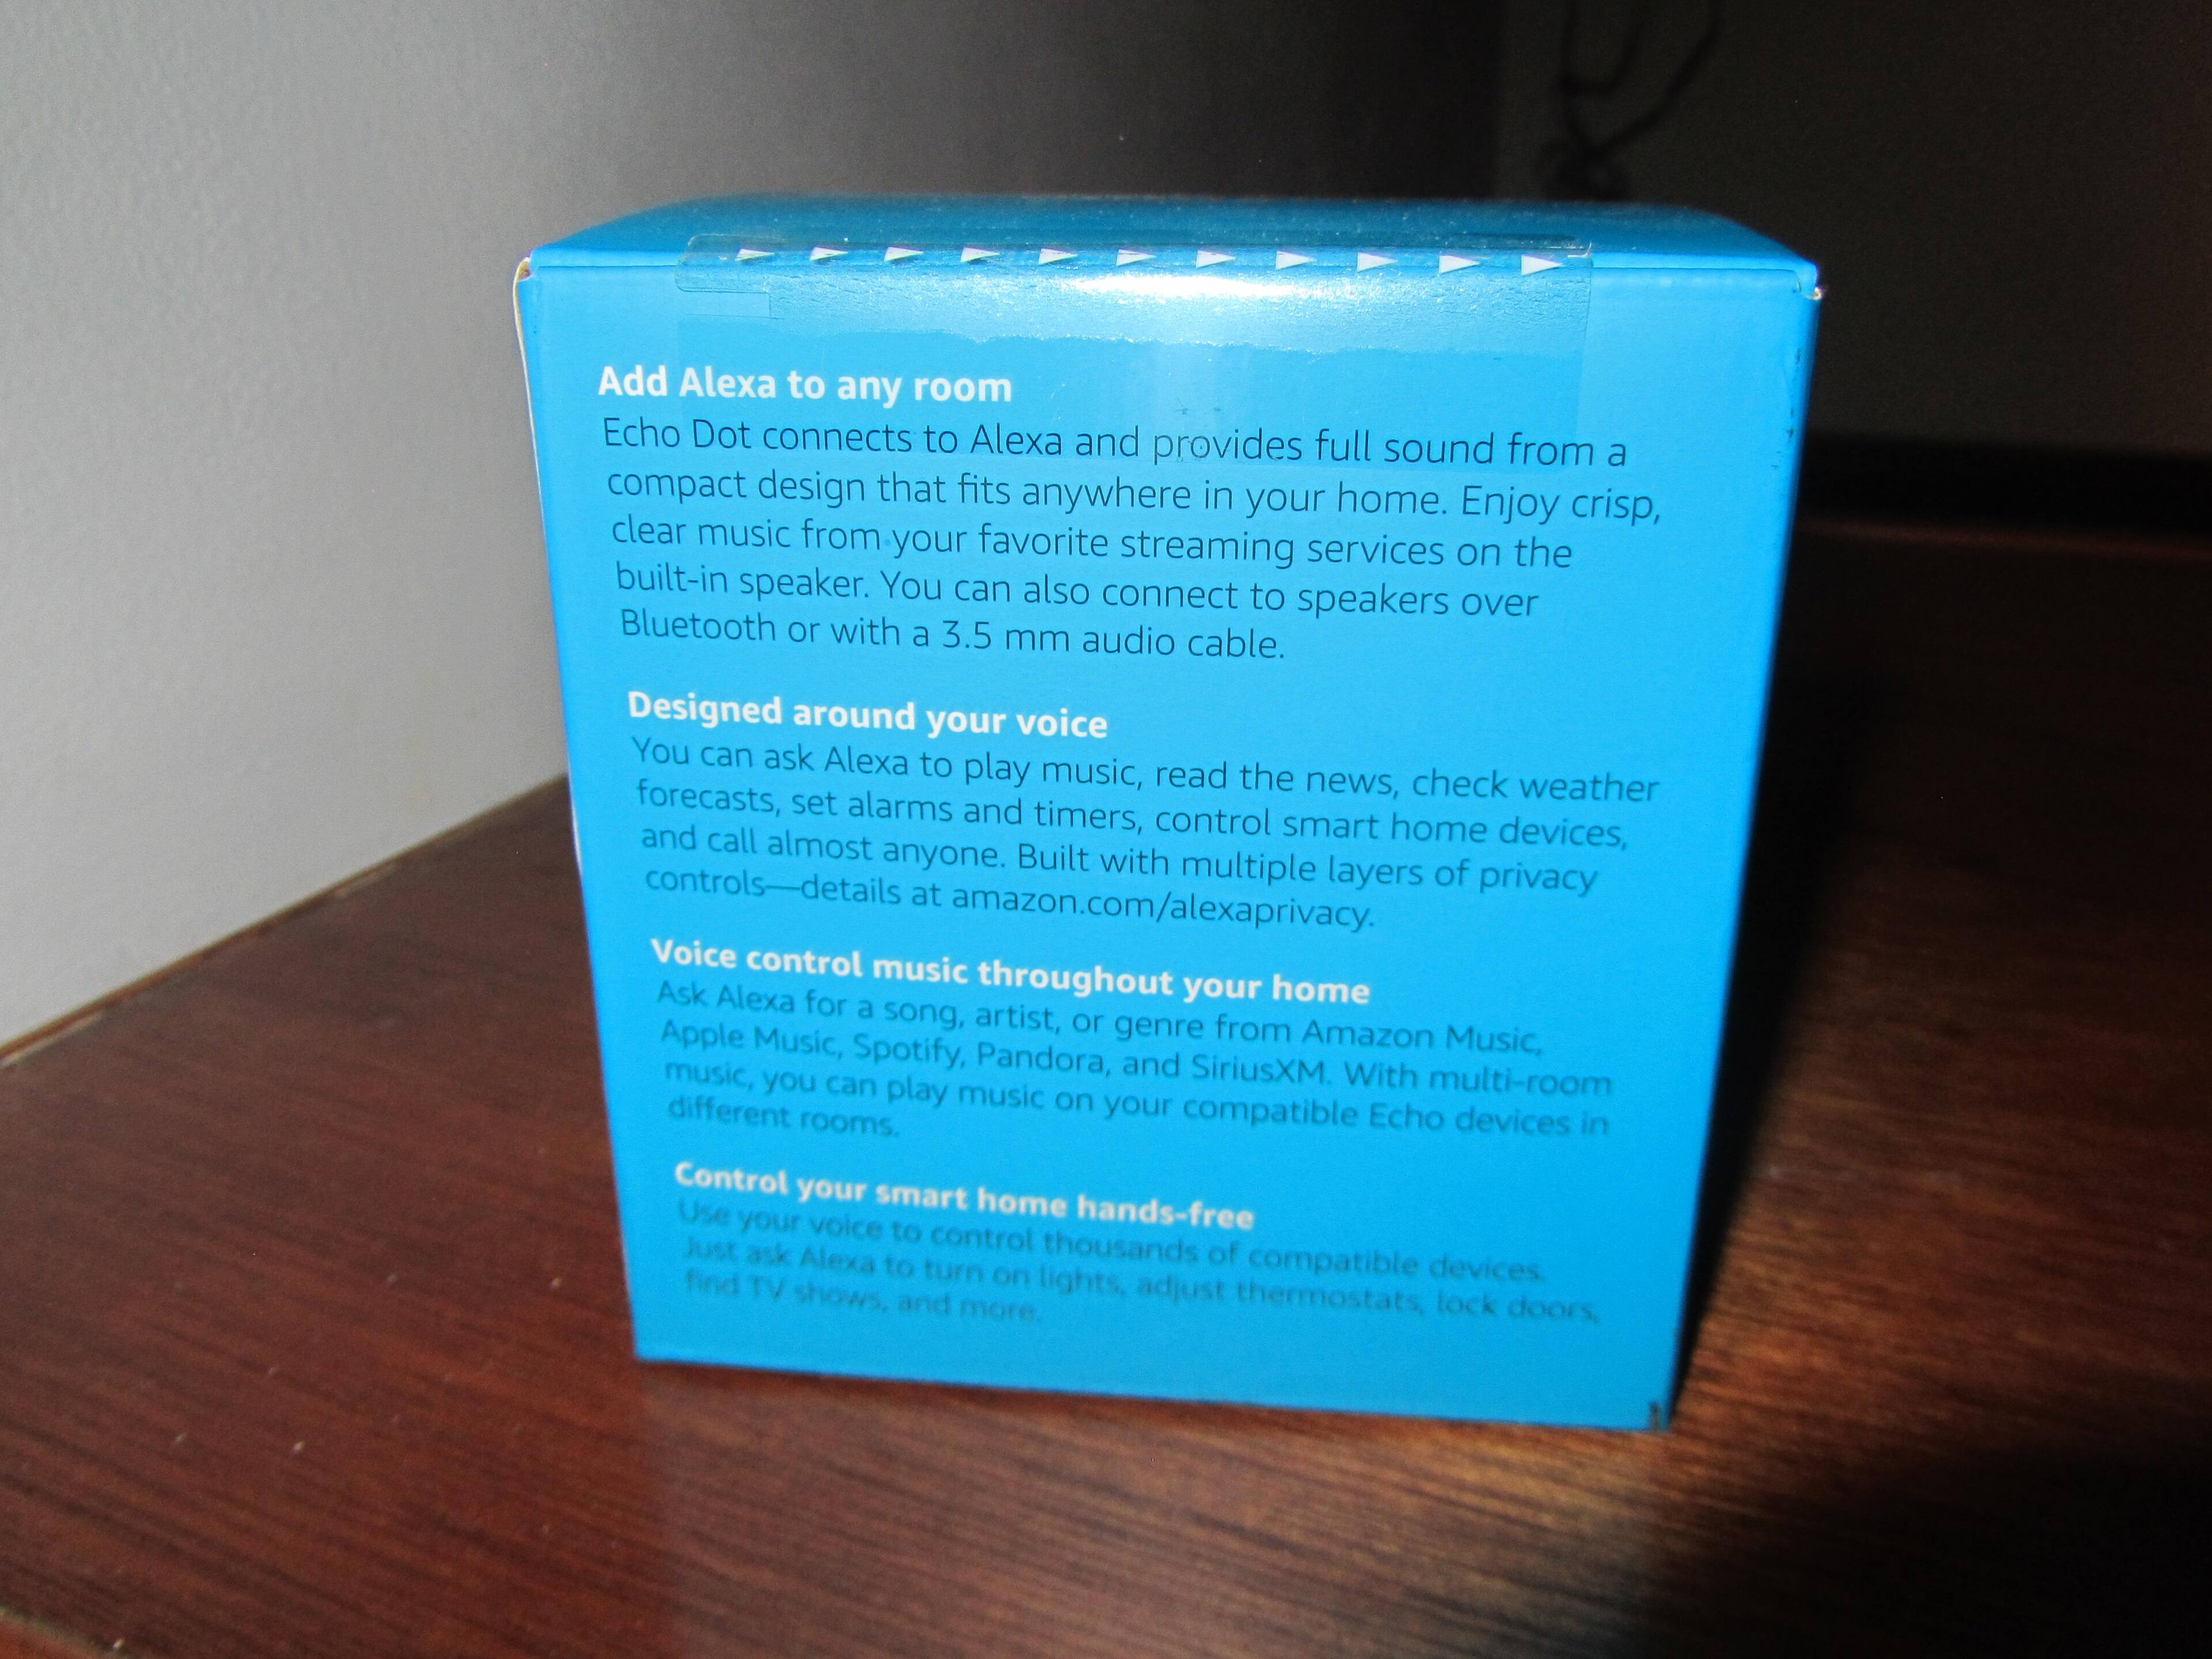 Add Alexa to any room
Echo Dot connects to Alexa and provides full sound from a
compact design that fits anywhere in your home. Enjoy crisp,
clear music from your favorite streaming services on the
built-in speaker. You can also connect to speakers over
Bluetooth or with a 3.5 mm audio cable.
Designed around your voice
You can ask Alexa to play music, read the news, check weather
forecasts, set alarms and timers, control smart home devices,
and call almost anyone. Built with multiple layers of privacy
controls—details at amazon.com/alexaprivacy.
Voice control music throughout your home
Ask Alexa for a song, artist, or genre from Amazon Music,
Apple Music, Spotify, Pandora, and SiriusXM. With multi-room
music, you can play music on your compatible Echo devices in
different rooms.
Control your smart home hands-free
Use your voice to control thousands of compatible devices.
Just ask Alexa to turn on lights, adjust thermostats, lock doors,
find TV shows, and more.